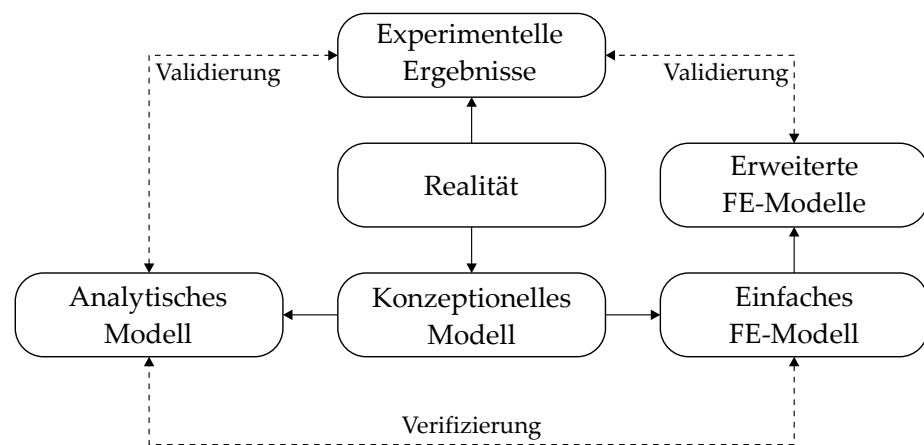 Experimentelle
Ergebnisse
Validierung
Validierung
Realität
Erweiterte
FE-Modelle
Analytisches
Modell
Konzeptionelles
Modell
Einfaches
FE-Modell
Verifizierung